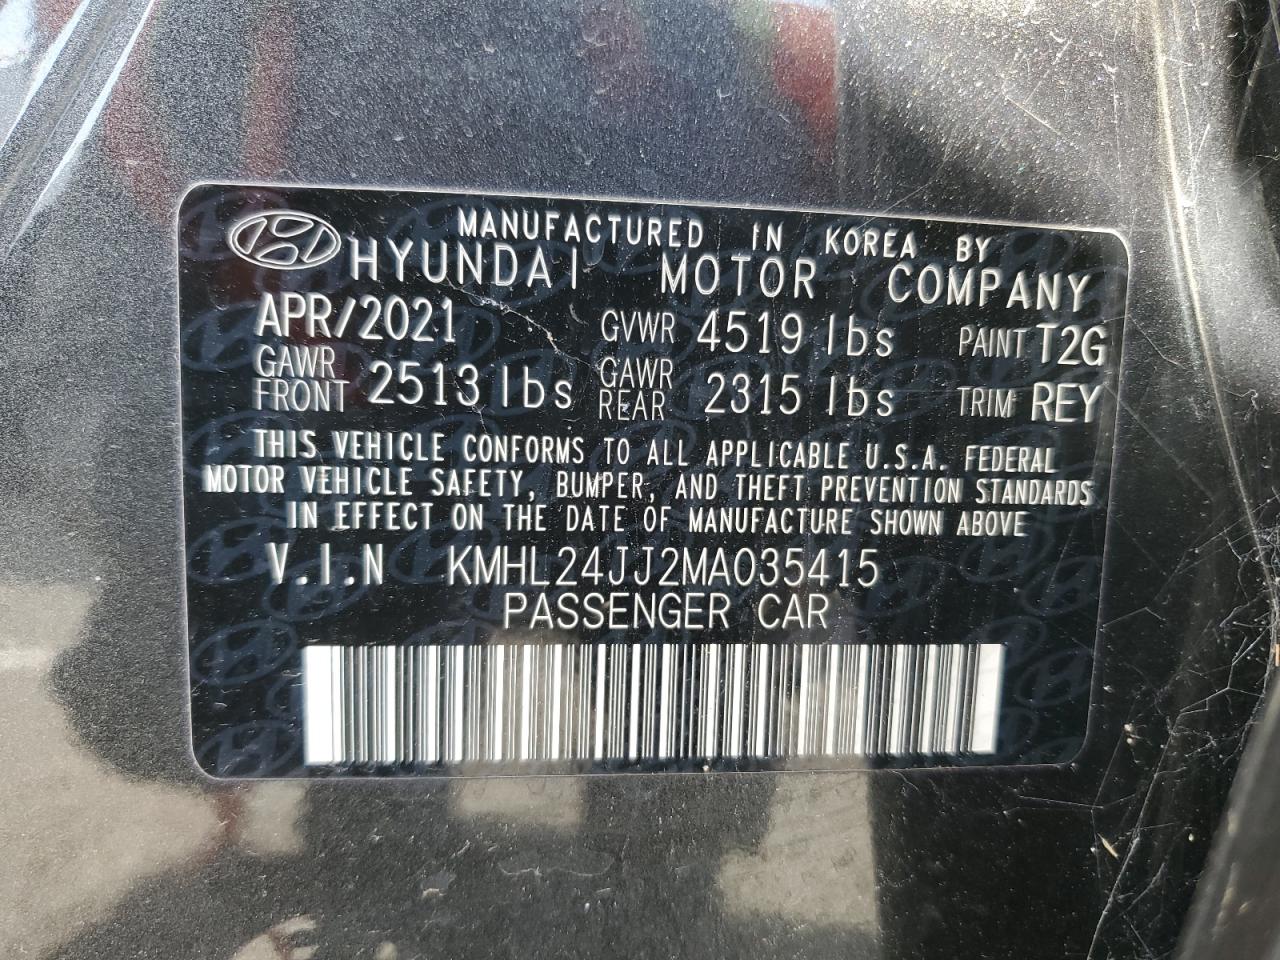 MANUFACTURED IN KOREA BY
HYUNDAI MOTOR COMPANY
APR/2021 GVWR 4519 lbs PAINT T2G
GAWR FRONT 2513 lbs GAWR REAR 2315 lbs TRIM REY
THIS VEHICLE CONFORMS TO ALL APPLICABLE U.S.A. FEDERAL
MOTOR VEHICLE SAFETY, BUMPER, AND THEFT PREVENTION STANDARDS
IN EFFECT ON THE DATE OF MANUFACTURE SHOWN ABOVE
V.I.N KMHL24JJ2MA035415
PASSENGER CAR